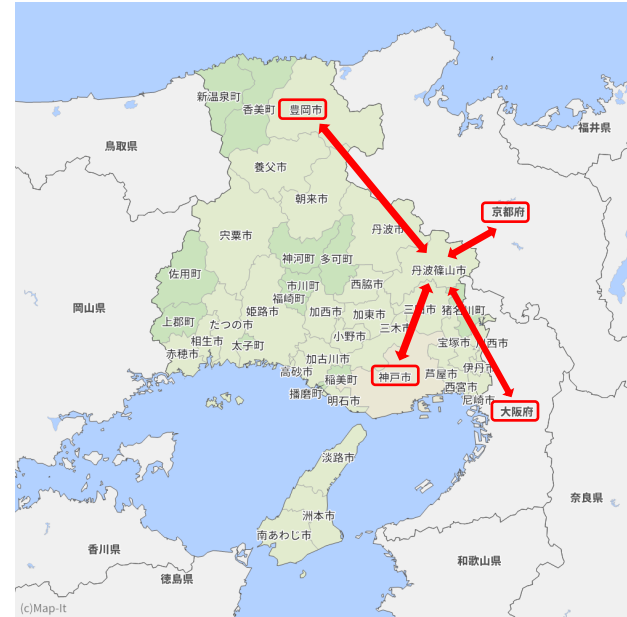 新温泉町
香美町
豊岡市
福井県
鳥取県
養父市
朝来市
京都府
宍粟市
丹波市
神河町
多可町
丹波篠山市
佐用町
市川町
西脇市
福崎町
岡山県
上郡町
姫路市
加西市
加東市
三田市
猪名川町
たつの市
相生市
太子町
小野市
三木市
宝塚市
川西市
赤穂市
加古川市
高砂市
稲美町
神戸市
芦屋市
伊丹市
西宮市
播磨町
明石市
尼崎市
大阪府
淡路市
奈良県
洲本市
南あわじ市
香川県
徳島県
和歌山県
(c)Map-It